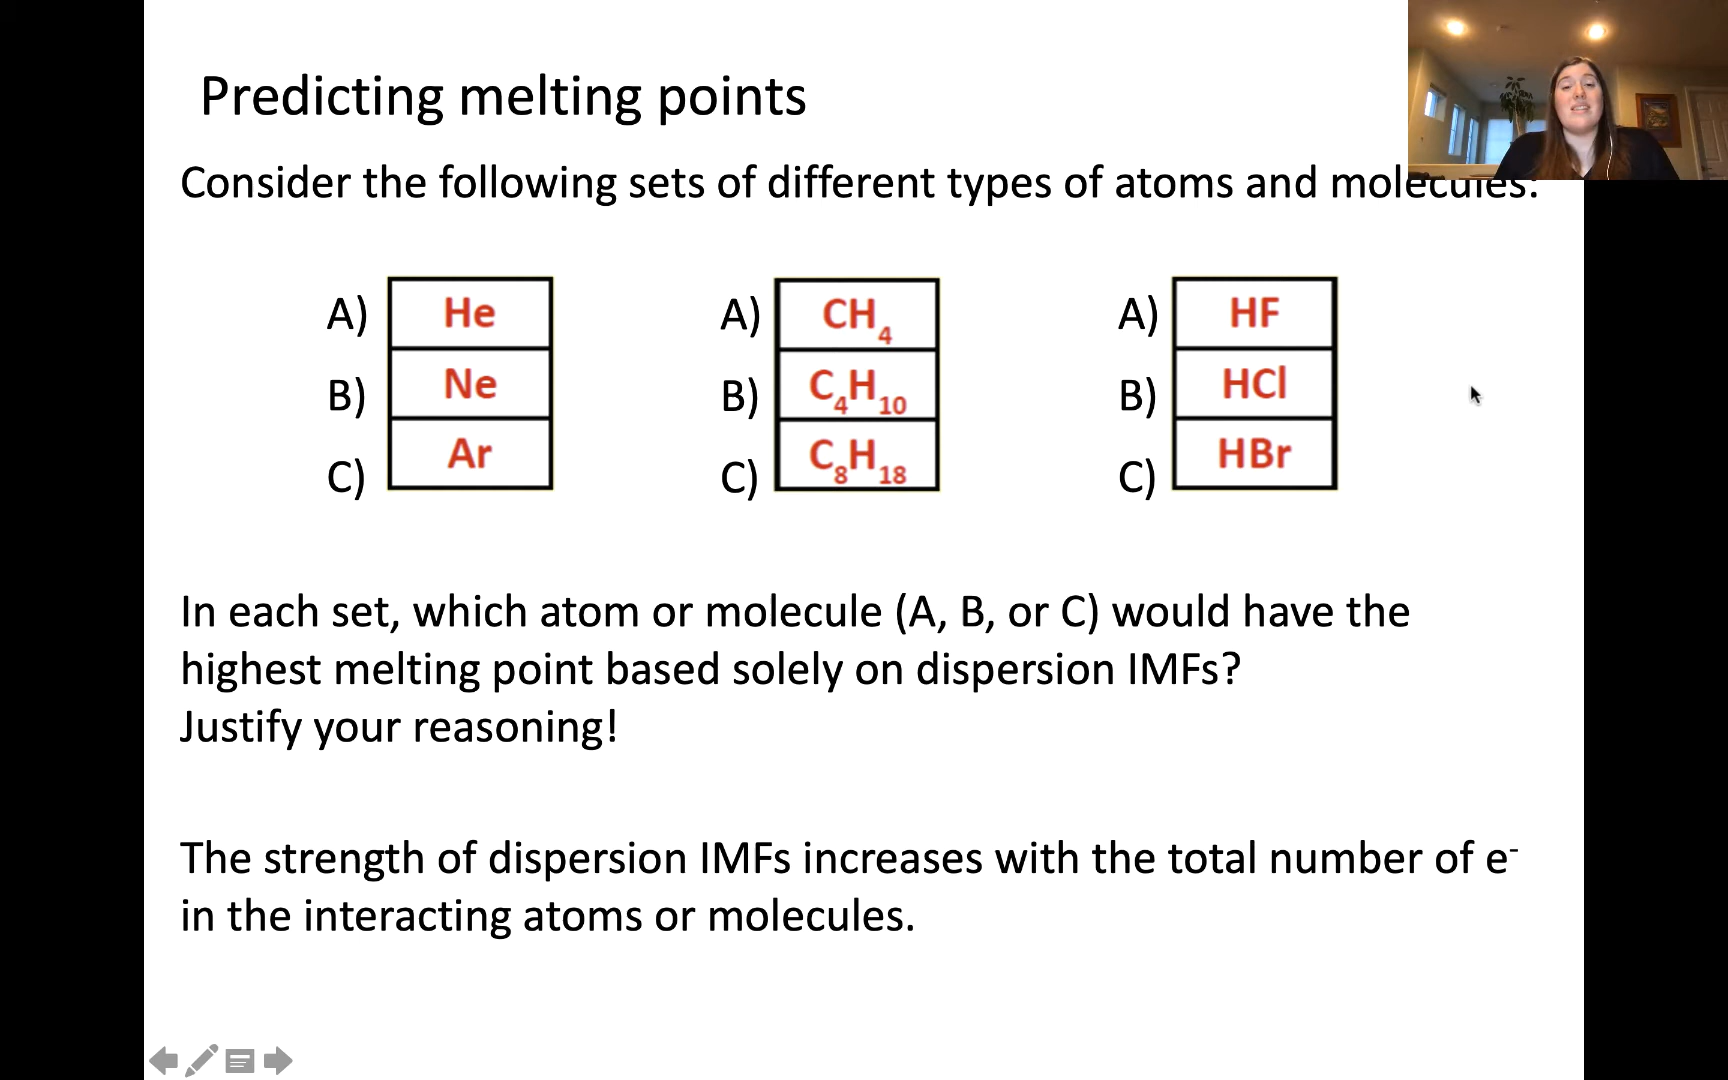 Predicting melting points
Consider the following sets of different types of atoms and molecules:
A) He
B) Ne
C) Ar
A) CH₄
B) C₄H₁₀
C) C₈H₁₈
A) HF
B) HCl
C) HBr
In each set, which atom or molecule (A, B, or C) would have the
highest melting point based solely on dispersion IMFs?
Justify your reasoning!
The strength of dispersion IMFs increases with the total number of e⁻
in the interacting atoms or molecules.